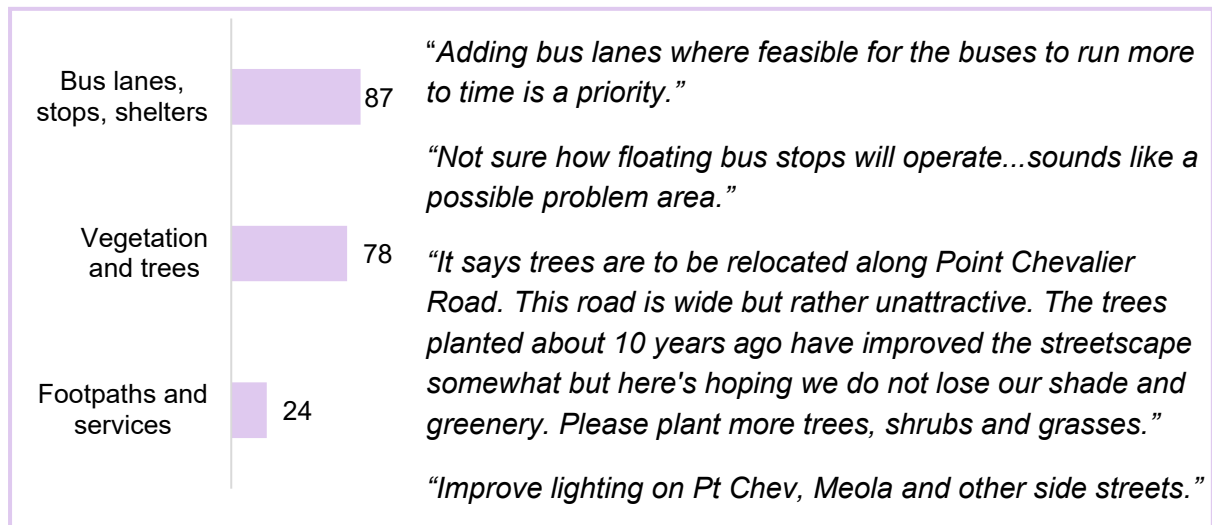 Bus lanes,
stops, shelters
87
Vegetation
and trees
78
Footpaths and
services
24
“Adding bus lanes where feasible for the buses to run more
to time is a priority.”
“Not sure how floating bus stops will operate...sounds like a
possible problem area.”
“It says trees are to be relocated along Point Chevalier
Road. This road is wide but rather unattractive. The trees
planted about 10 years ago have improved the streetscape
somewhat but here's hoping we do not lose our shade and
greenery. Please plant more trees, shrubs and grasses.”
“Improve lighting on Pt Chev, Meola and other side streets.”